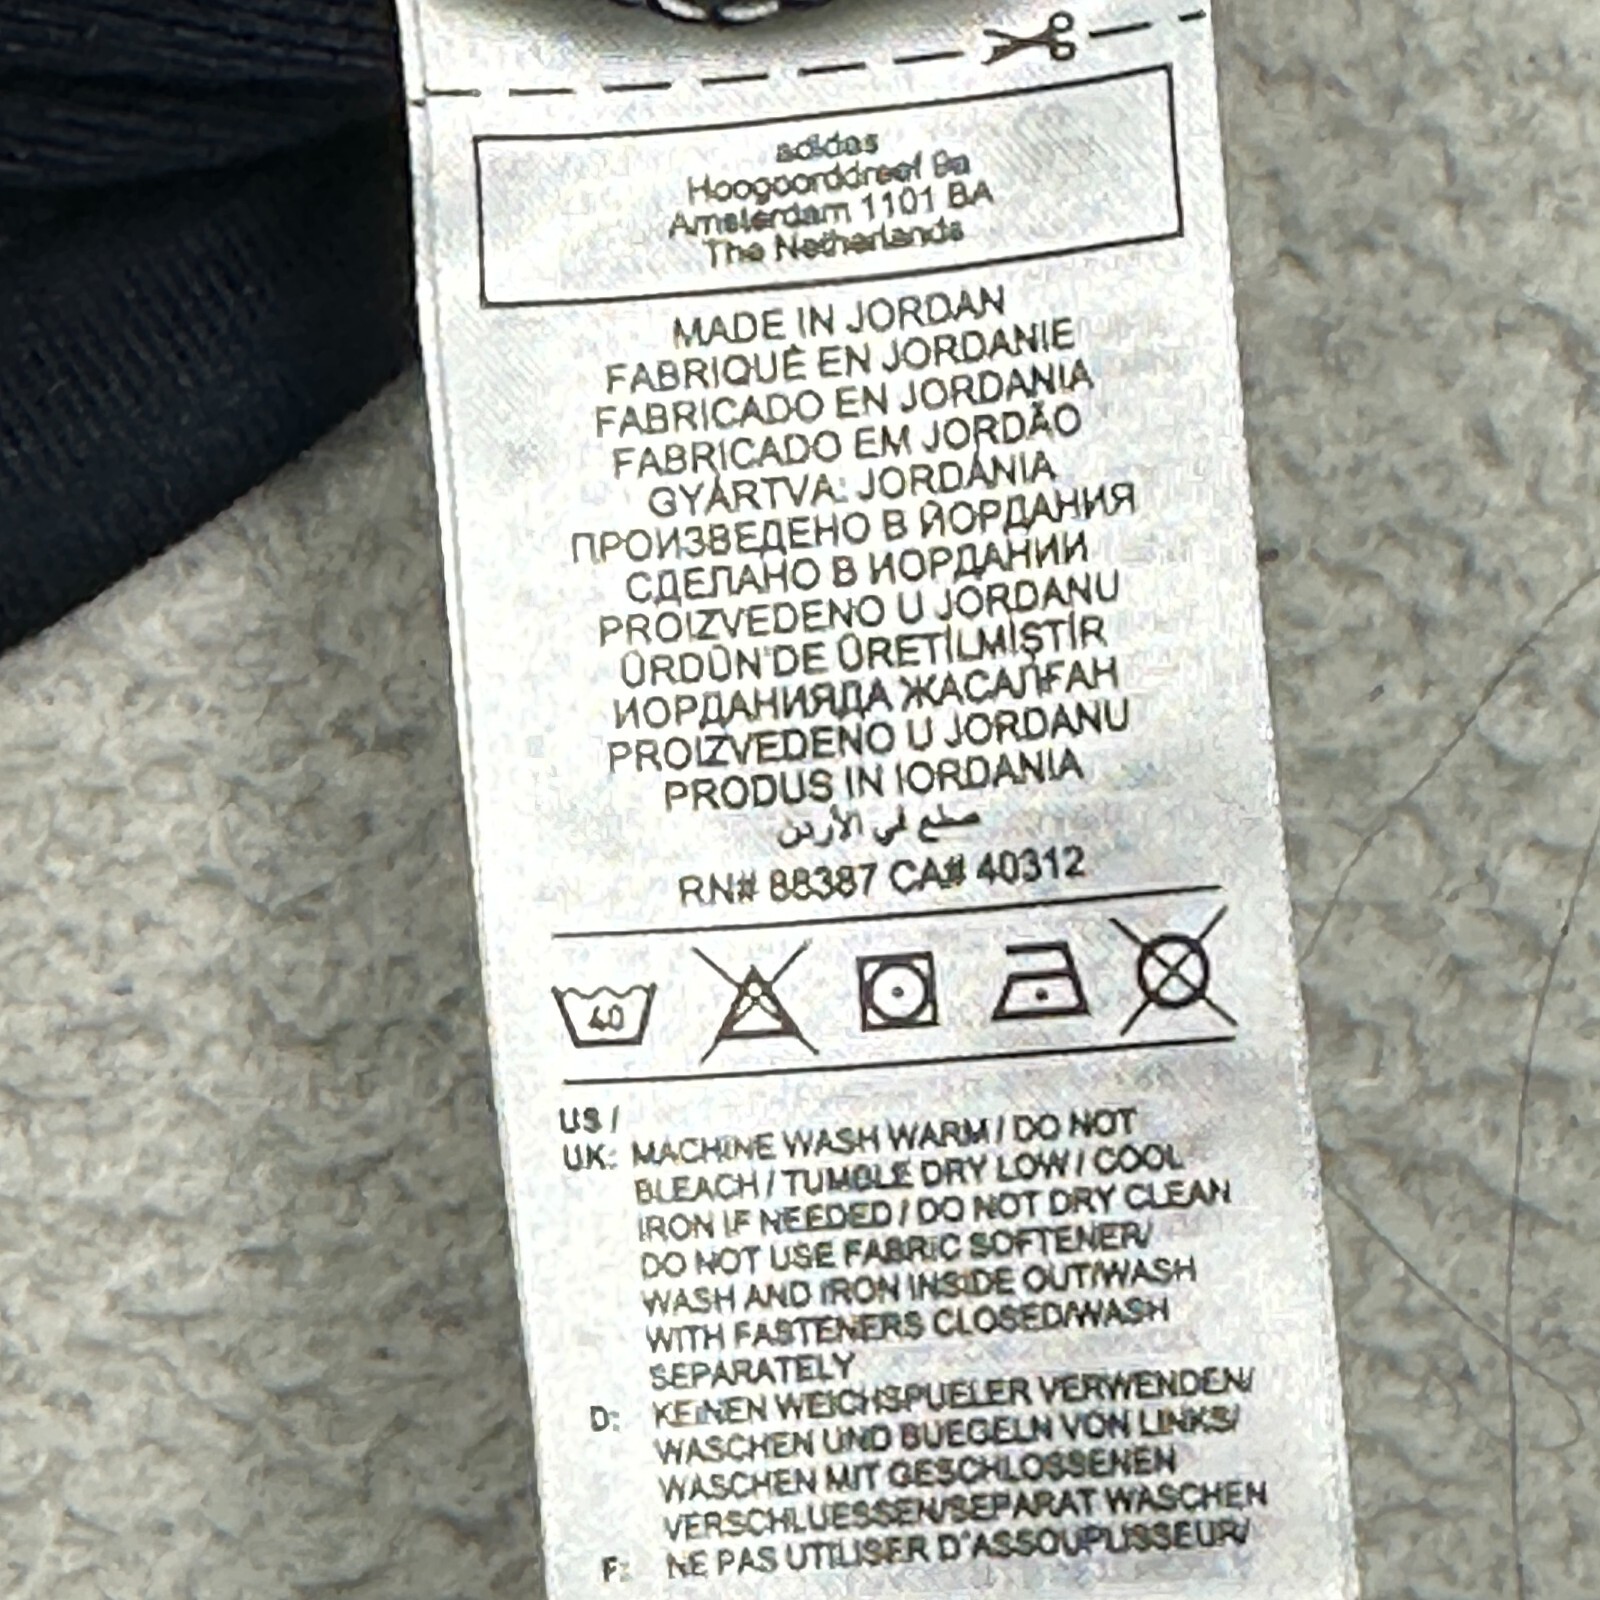 adidas
Hoogoorddreef 9a
Amsterdam 1101 BA
The Netherlands
MADE IN JORDAN
FABRIQUÉ EN JORDANIE
FABRICADO EN JORDANIA
FABRICADO EM JORDÃO
GYÁRTVA: JORDÁNIA
ПРОИЗВЕДЕНО В ЙОРДАНИЯ
СДЕЛАНО В ИОРДАНИИ
PROIZVEDENO U JORDANU
ÜRDÜN'DE ÜRETİLMİŞTİR
ИОРДАНИЯДА ЖАСАЛҒАН
PROIZVEDENO U JORDANU
PRODUS IN IORDANIA
صنع في الأردن
RN# 88387 CA# 40312
40
US /
UK: MACHINE WASH WARM / DO NOT
BLEACH / TUMBLE DRY LOW / COOL
IRON IF NEEDED / DO NOT DRY CLEAN
DO NOT USE FABRIC SOFTENER/
WASH AND IRON INSIDE OUT/WASH
WITH FASTENERS CLOSED/WASH
SEPARATELY
D: KEINEN WEICHSPUELER VERWENDEN/
WASCHEN UND BUEGELN VON LINKS/
WASCHEN MIT GESCHLOSSENEN
VERSCHLUESSEN/SEPARAT WASCHEN
F: NE PAS UTILISER D'ASSOUPLISSEUR/